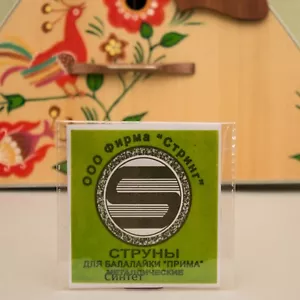 ООО Фирма "Стринг"
СТРУНЫ
ДЛЯ БАЛАЛАЙКИ "ПРИМА"
МЕТАЛЛИЧЕСКИЕ
Синтет